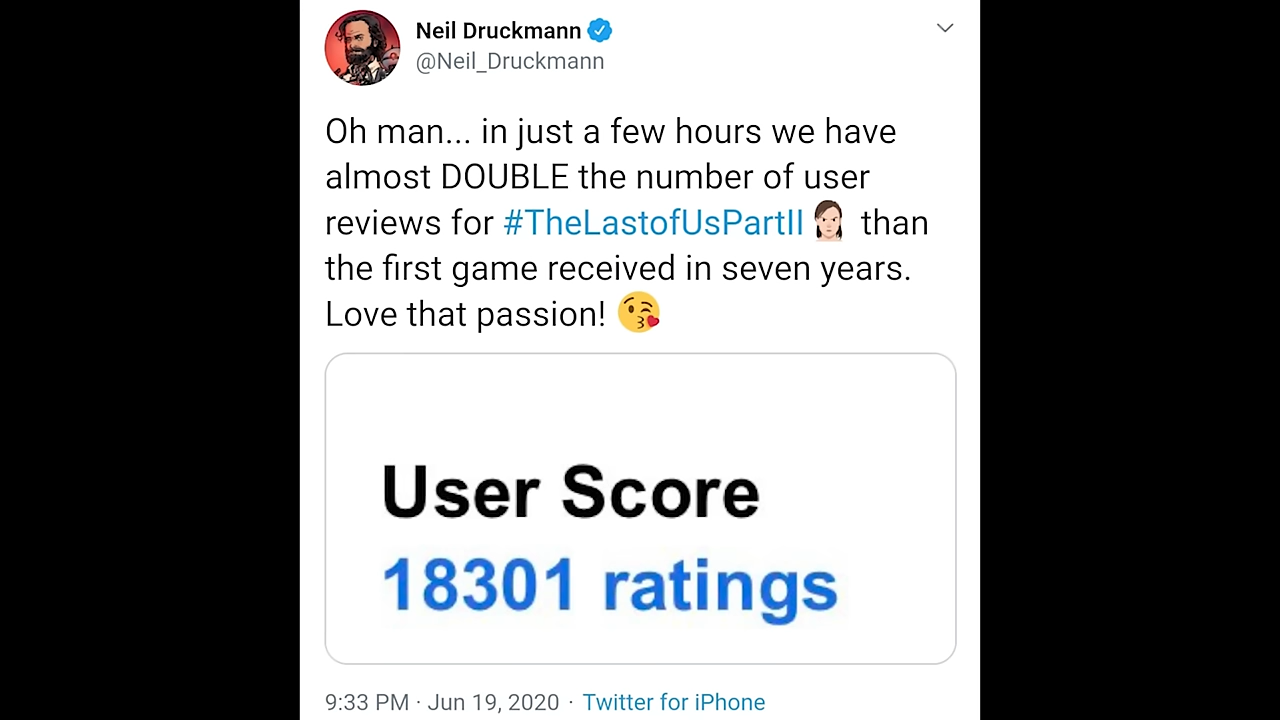 Neil Druckmann
@Neil_Druckmann
Oh man... in just a few hours we have
almost DOUBLE the number of user
reviews for #TheLastofUsPartII than
the first game received in seven years.
Love that passion! 😘
User Score
18301 ratings
9:33 PM · Jun 19, 2020 · Twitter for iPhone